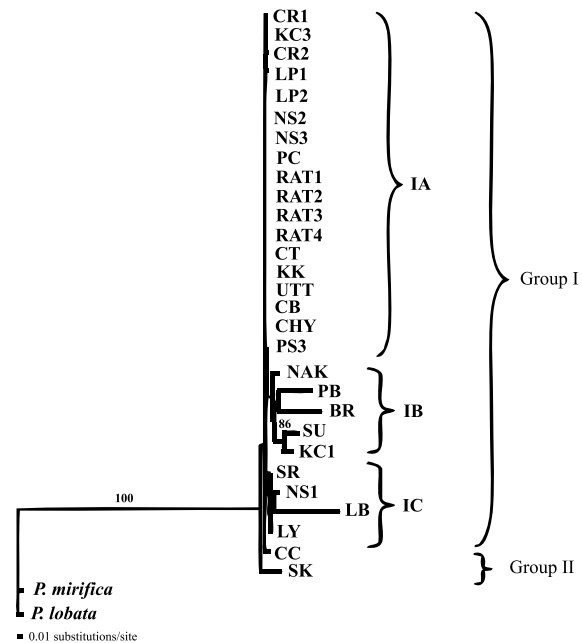 CR1
KC3
CR2
LP1
LP2
NS2
NS3
PC
RAT1
RAT2
RAT3
RAT4
CT
KK
UTT
CB
CHY
PS3
IA
Group I
NAK
PB
BR
86
SU
KC1
IB
SR
NS1
LB
LY
IC
CC
SK
Group II
100
P. mirifica
P. lobata
0.01 substitutions/site